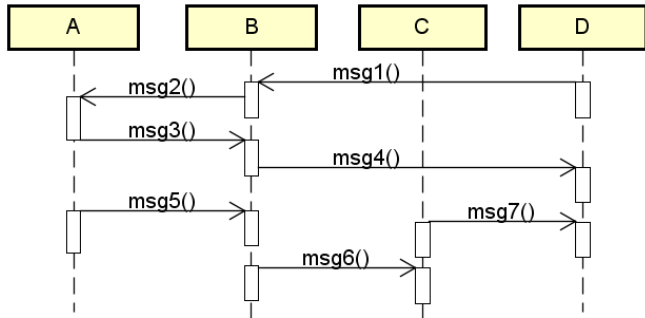 A B C D
msg1()
msg2()
msg3()
msg4()
msg5()
msg7()
msg6()